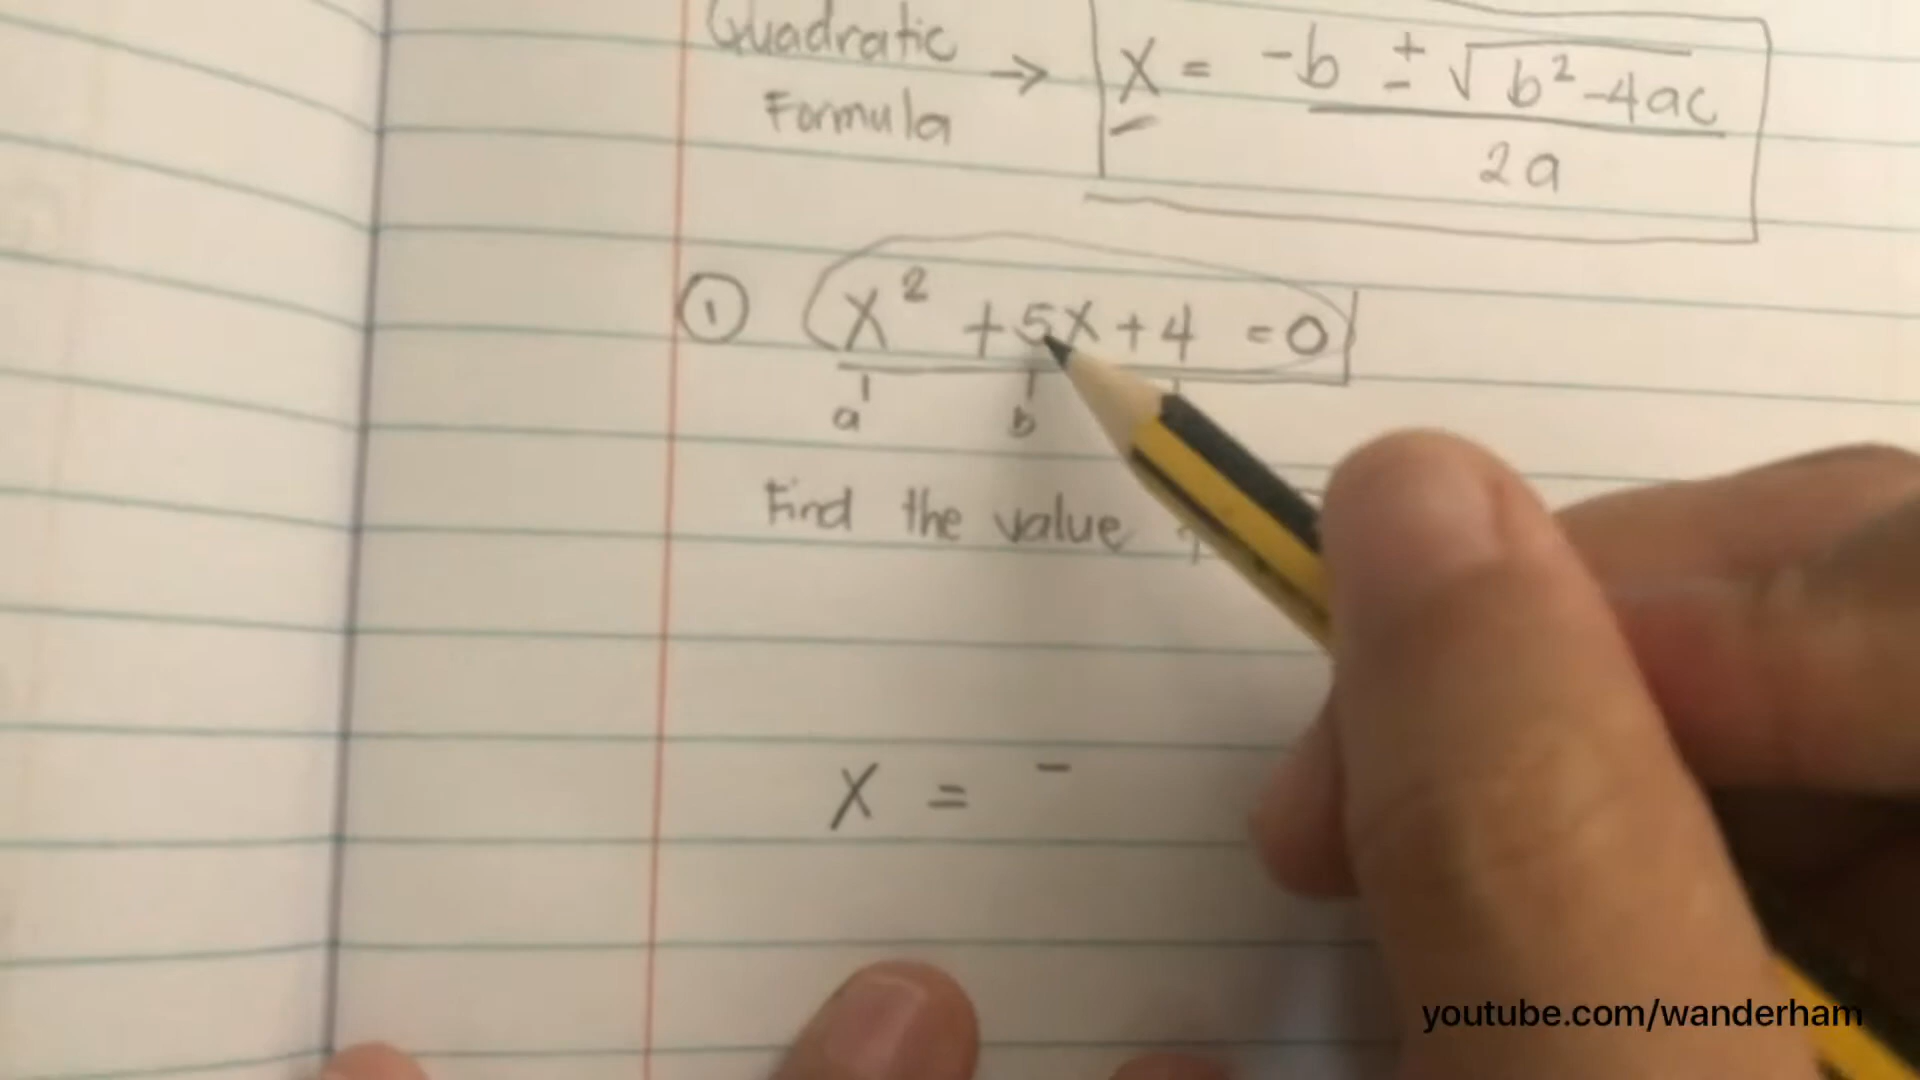 Quadratic
Formula → x = -b ± √b²-4ac
2a
① x² + 5x + 4 = 0
a b
Find the value
x = -
youtube.com/wanderham